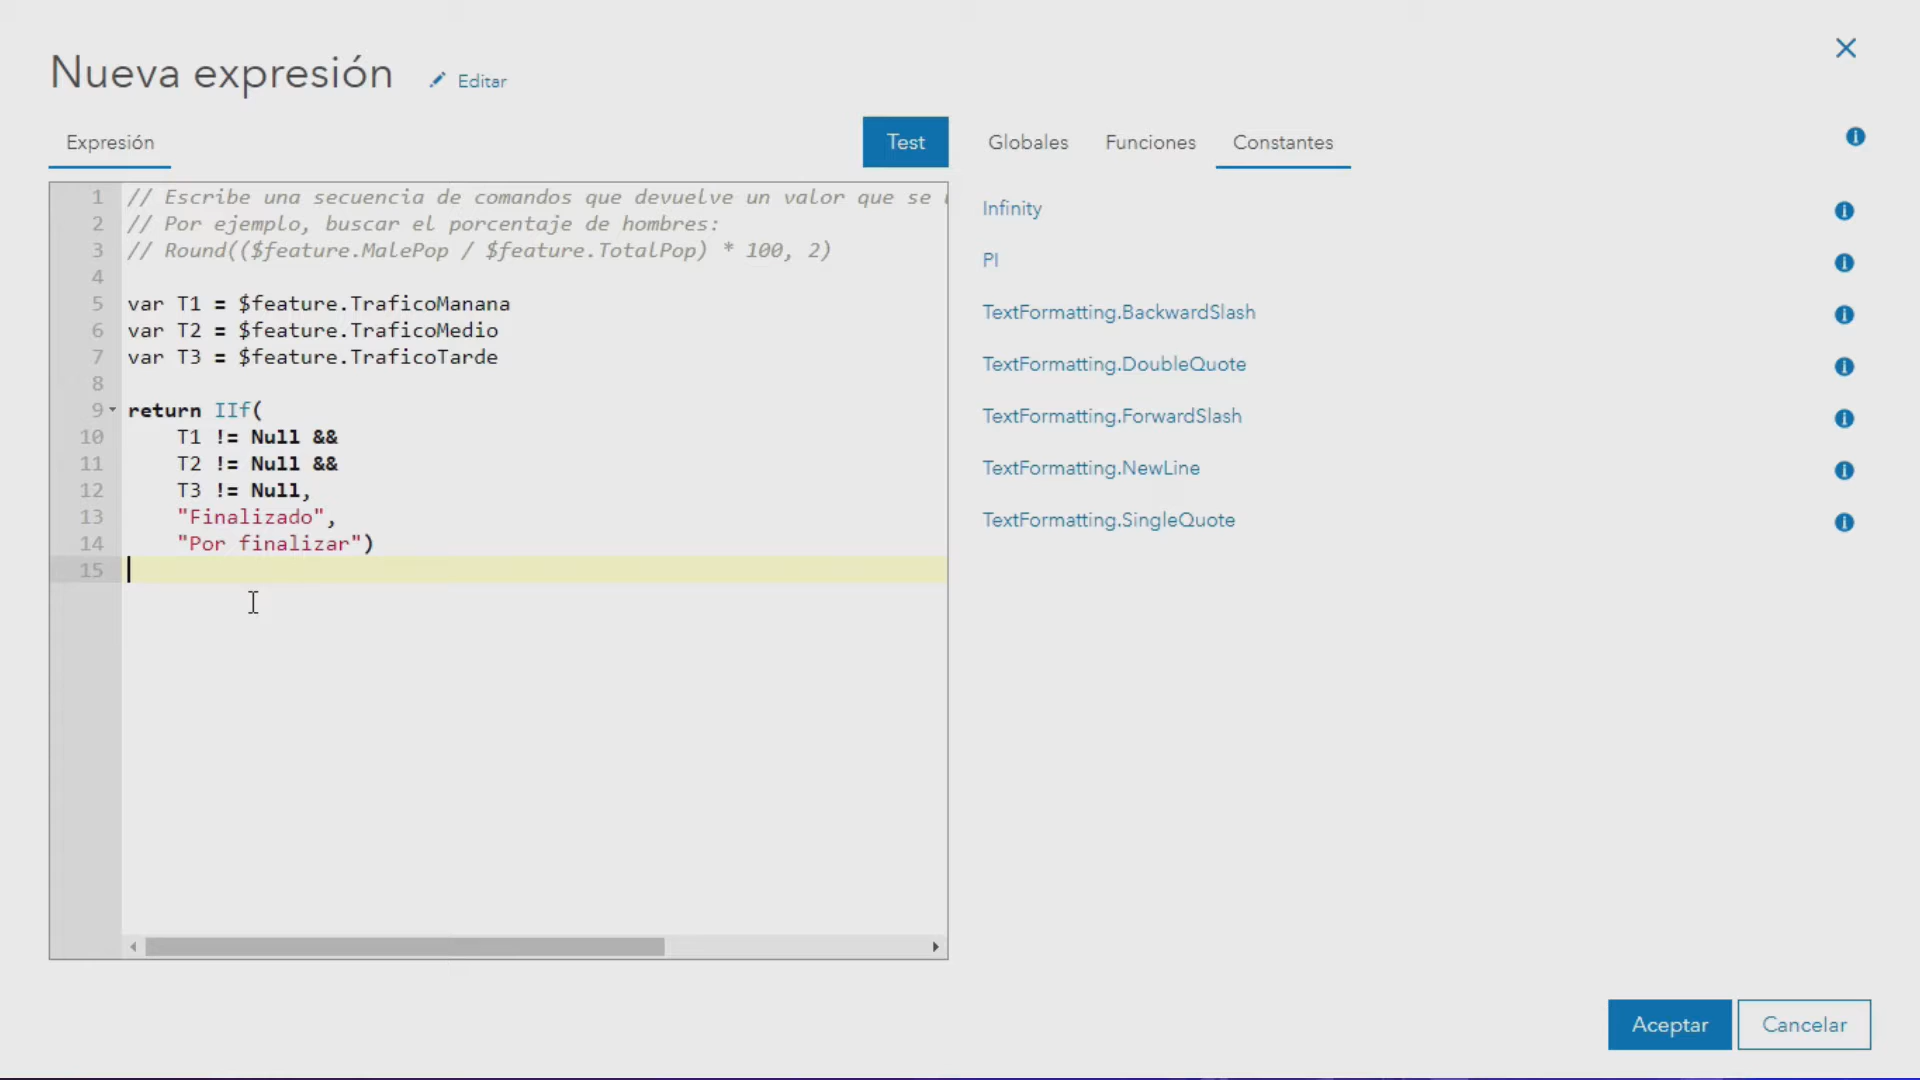 Nueva expresión
Editar
Expresión
Test
Globales
Funciones
Constantes
1 // Escribe una secuencia de comandos que devuelve un valor que se
2 // Por ejemplo, buscar el porcentaje de hombres:
3 // Round(($feature.MalePop / $feature.TotalPop) * 100, 2)
4
5 var T1 = $feature.TraficoManana
6 var T2 = $feature.TraficoMedio
7 var T3 = $feature.TraficoTarde
8
9 return IIf(
10 T1 != Null &&
11 T2 != Null &&
12 T3 != Null,
13 "Finalizado",
14 "Por finalizar")
15
Infinity
PI
TextFormatting.BackwardSlash
TextFormatting.DoubleQuote
TextFormatting.ForwardSlash
TextFormatting.NewLine
TextFormatting.SingleQuote
Aceptar
Cancelar